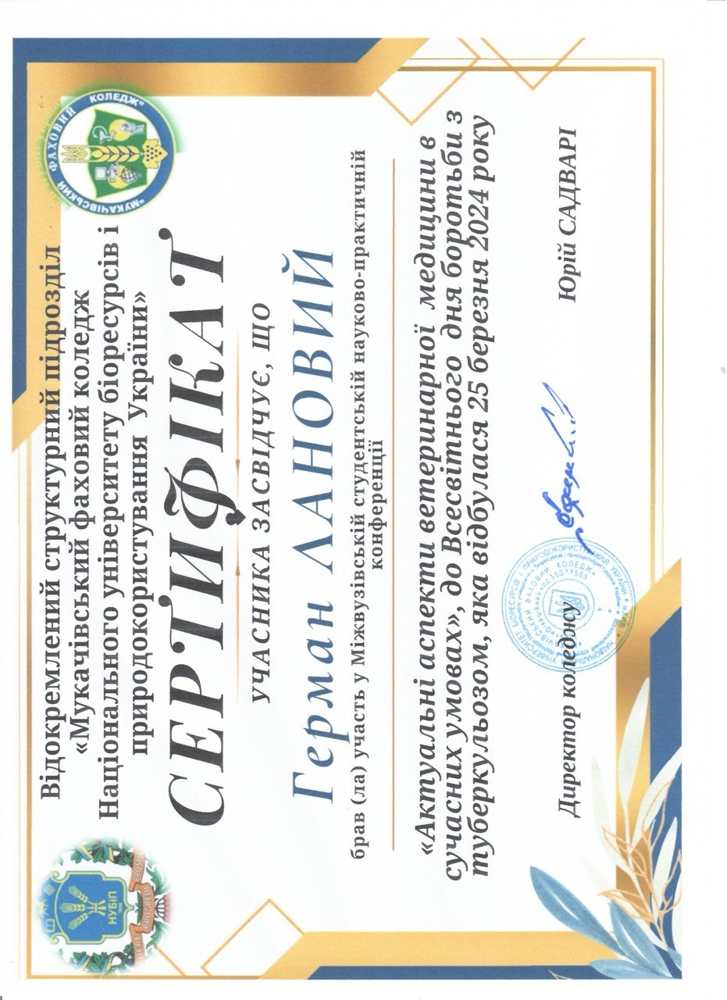 Відокремлений структурний підрозділ
«Мукачівський фаховий коледж
Національного університету біоресурсів і
природокористування України»
"МУКАЧІВСЬКИЙ ФАХОВИЙ КОЛЕДЖ"
НУБіП
PROGREDI
СЕРТИФІКАТ
УЧАСНИКА ЗАСВІДЧУЄ, ЩО
Герман ЛАНОВИЙ
брав (ла) участь у Міжвузівській студентській науково-практичній
конференції
«Актуальні аспекти ветеринарної медицини в
сучасних умовах», до Всесвітнього дня боротьби з
туберкульозом, яка відбулася 25 березня 2024 року
Директор коледжу
Юрій САДВАРІ